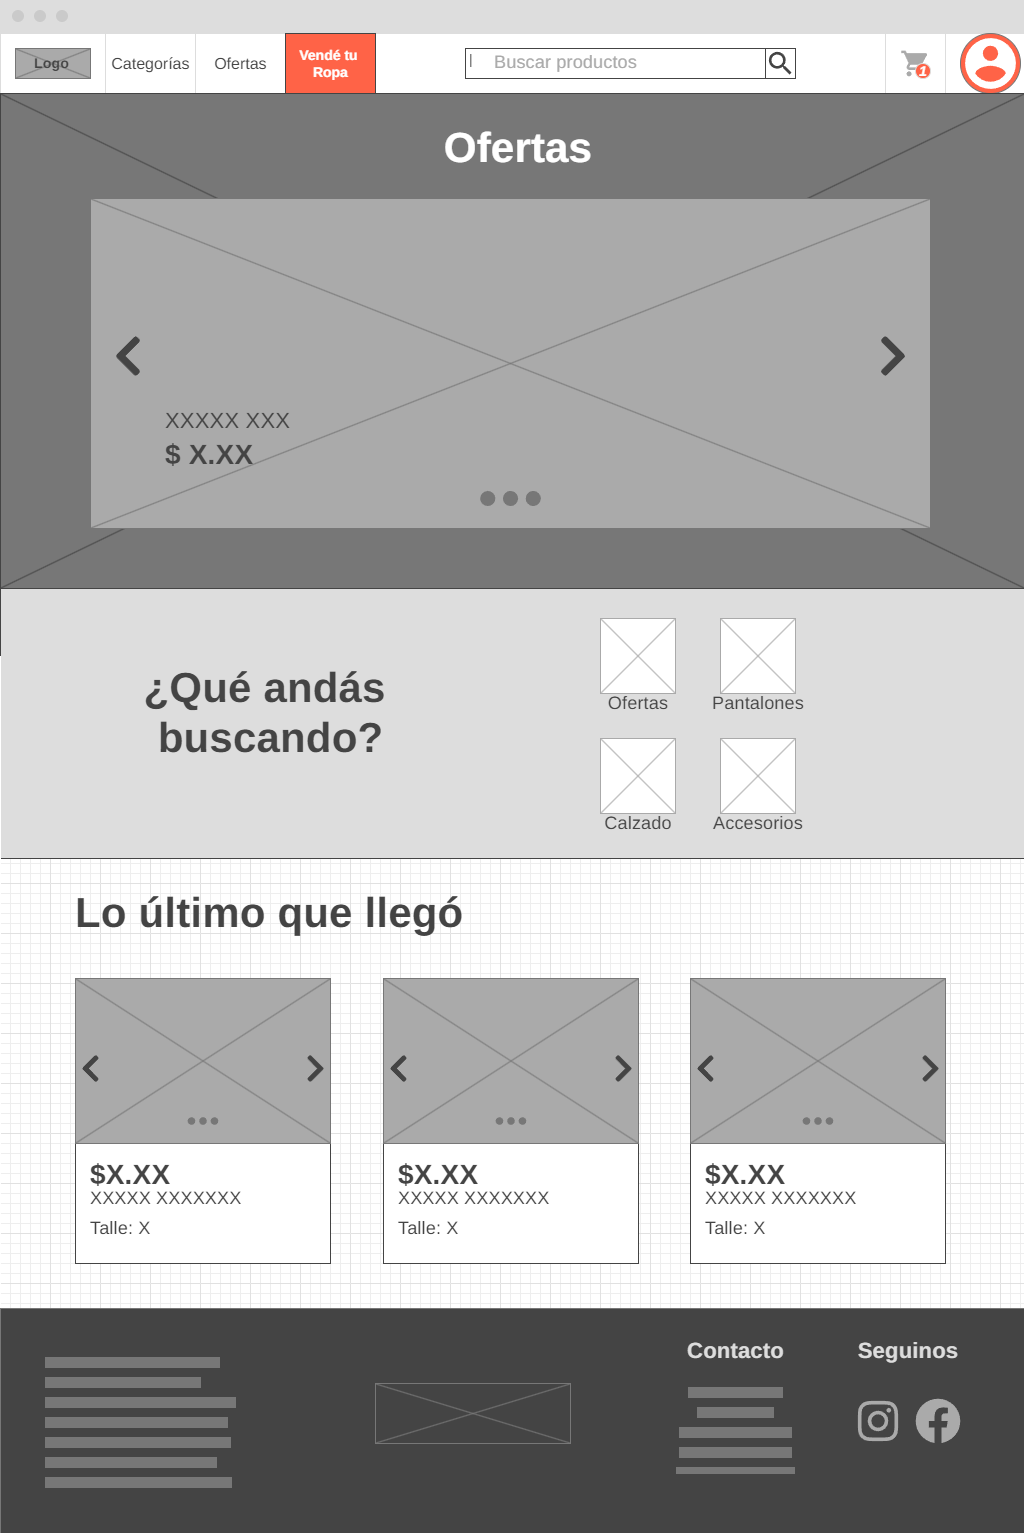 Logo
Categorías
Ofertas
Vendé tu
Ropa
Buscar productos
1
Ofertas
XXXXX XXX
$ X.XX
¿Qué andás
buscando?
Ofertas
Pantalones
Calzado
Accesorios
Lo último que llegó
$X.XX
XXXXX XXXXXXX
Talle: X
$X.XX
XXXXX XXXXXXX
Talle: X
$X.XX
XXXXX XXXXXXX
Talle: X
Contacto
Seguinos